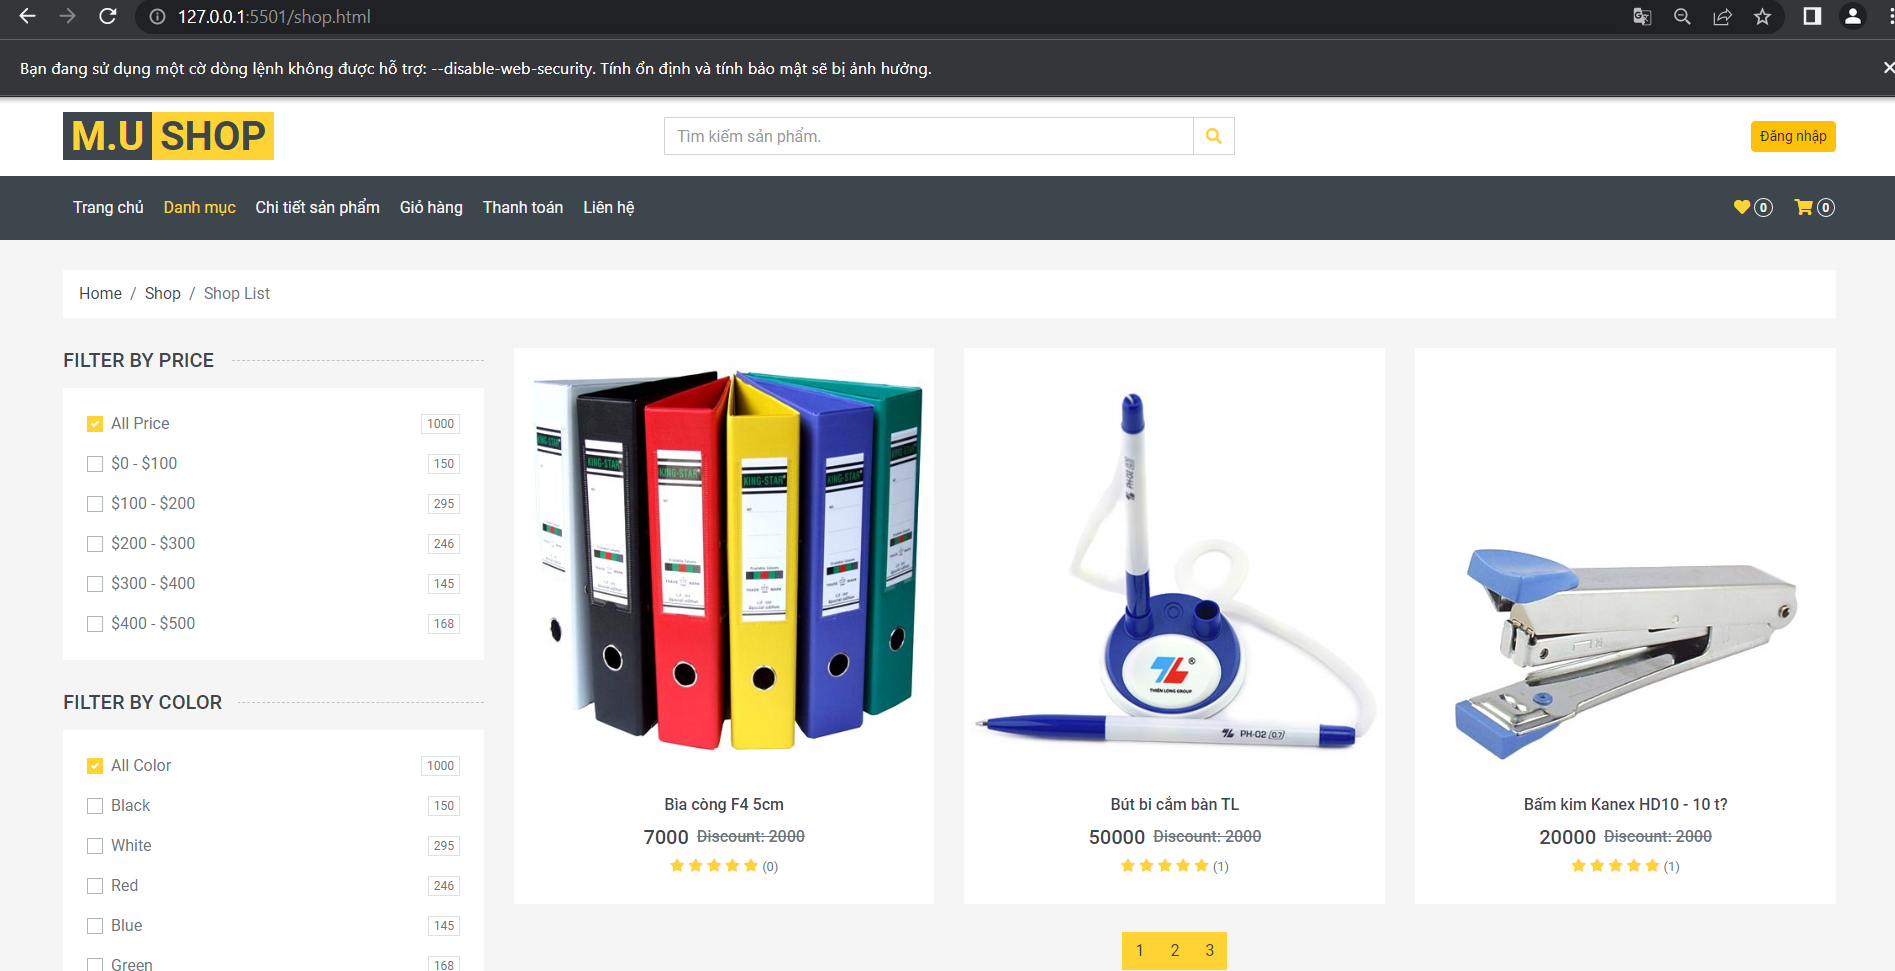 127.0.0.1:5501/shop.html
Bạn đang sử dụng một cờ dòng lệnh không được hỗ trợ: --disable-web-security. Tính ổn định và tính bảo mật sẽ bị ảnh hưởng.
M.U SHOP
Tìm kiếm sản phẩm.
Đăng nhập
Trang chủ Danh mục Chi tiết sản phẩm Giỏ hàng Thanh toán Liên hệ 0 0
Home / Shop / Shop List
FILTER BY PRICE
All Price 1000
$0 - $100 150
$100 - $200 295
$200 - $300 246
$300 - $400 145
$400 - $500 168
FILTER BY COLOR
All Color 1000
Black 150
White 295
Red 246
Blue 145
Green 168
KING-STAR
KING-STAR
KING-STAR
KING-STAR
Bìa còng F4 5cm
7000 Discount: 2000
(0)
PH-02
TL ®
THIÊN LONG GROUP
TL PH-02 0.7
Bút bi cắm bàn TL
50000 Discount: 2000
(1)
Bấm kim Kanex HD10 - 10 t?
20000 Discount: 2000
(1)
1 2 3